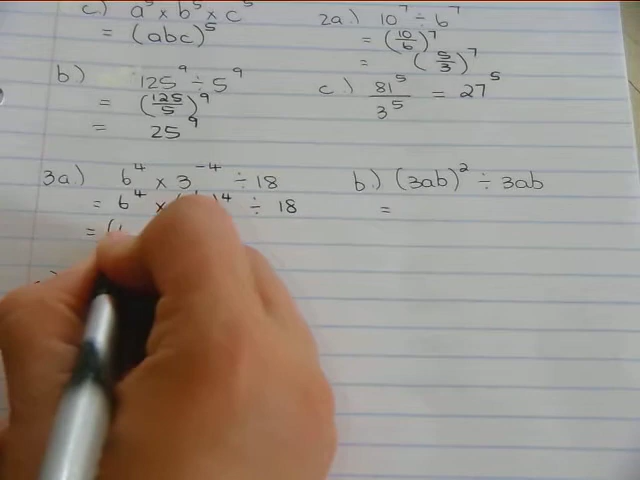 c.) a⁵ × b⁵ × c⁵
= (abc)⁵
b) 125⁹ ÷ 5⁹
= (125/5)⁹
= 25⁹
2a) 10⁷ ÷ 6⁷
= (10/6)⁷
= (5/3)⁷
c.) 81⁵/3⁵ = 27⁵
3a) 6⁴ × 3⁻⁴ ÷ 18
= 6⁴ × ( )⁴ ÷ 18
= (
b.) (3ab)² ÷ 3ab
=